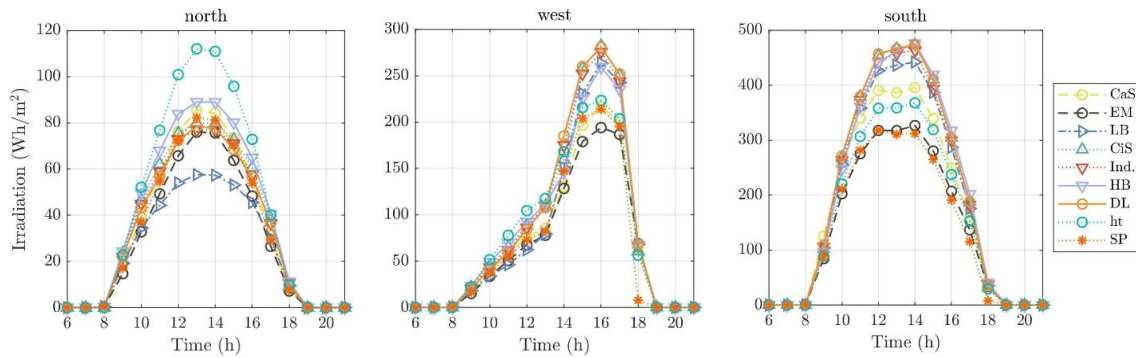 north
west
south
Irradiation (Wh/m²)
120
100
80
60
40
20
0
6 8 10 12 14 16 18 20
Time (h)
300
250
200
150
100
50
0
6 8 10 12 14 16 18 20
Time (h)
500
400
300
200
100
0
6 8 10 12 14 16 18 20
Time (h)
CaS
EM
LB
CiS
Ind.
HB
DL
ht
SP